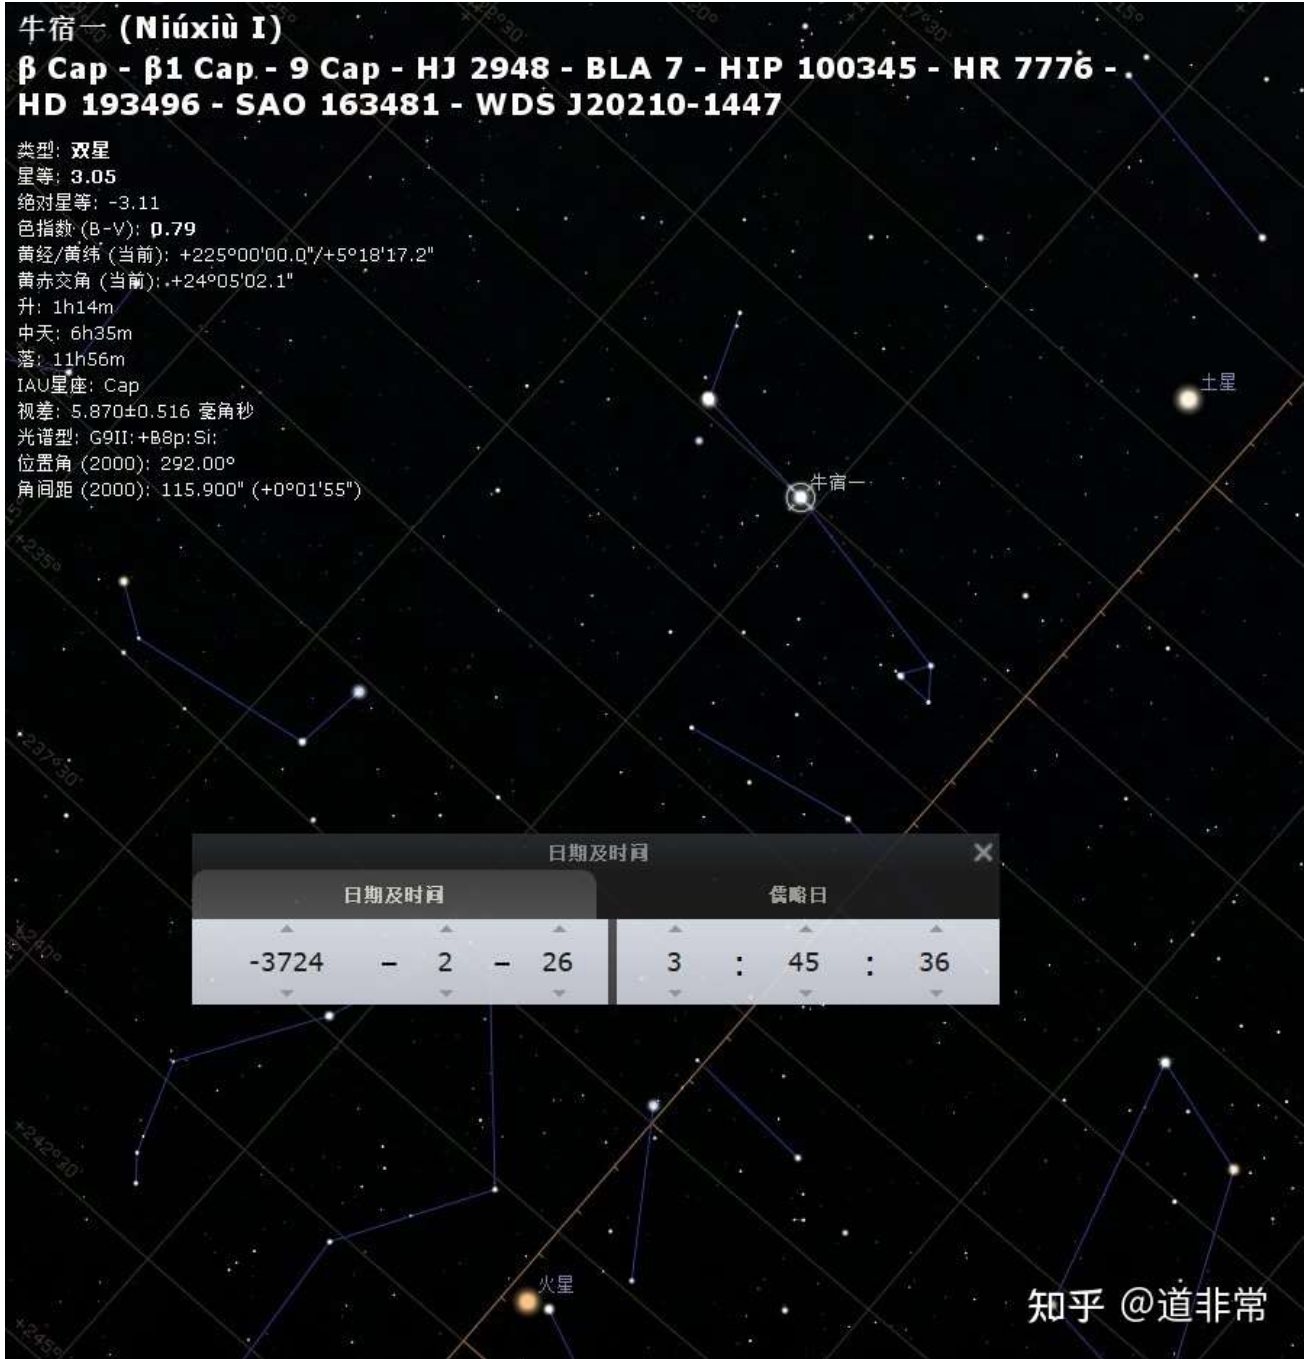 牛宿一 (Niúxiù I)
β Cap - β1 Cap - 9 Cap - HJ 2948 - BLA 7 - HIP 100345 - HR 7776 -
HD 193496 - SAO 163481 - WDS J20210-1447
类型: 双星
星等: 3.05
绝对星等: -3.11
色指数 (B-V): 0.79
黄经/黄纬 (当前): +225°00'00.0"/+5°18'17.2"
黄赤交角 (当前): +24°05'02.1"
升: 1h14m
中天: 6h35m
落: 11h56m
IAU星座: Cap
视差: 5.870±0.516 毫角秒
光谱型: G9II:+B8p:Si:
位置角 (2000): 292.00°
角间距 (2000): 115.900" (+0°01'55")
土星
牛宿一
+235°
+237°30'
日期及时间
日期及时间 儒略日
-3724 - 2 - 26 3 : 45 : 36
+240°
+242°30'
火星
+245°
知乎 @道非常